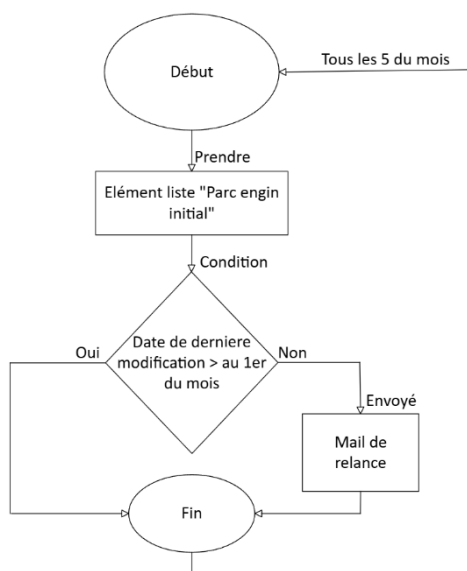 Tous les 5 du mois
Début
Prendre
Elément liste "Parc engin
initial"
Condition
Oui
Date de derniere
modification > au 1er
du mois
Non
Envoyé
Mail de
relance
Fin